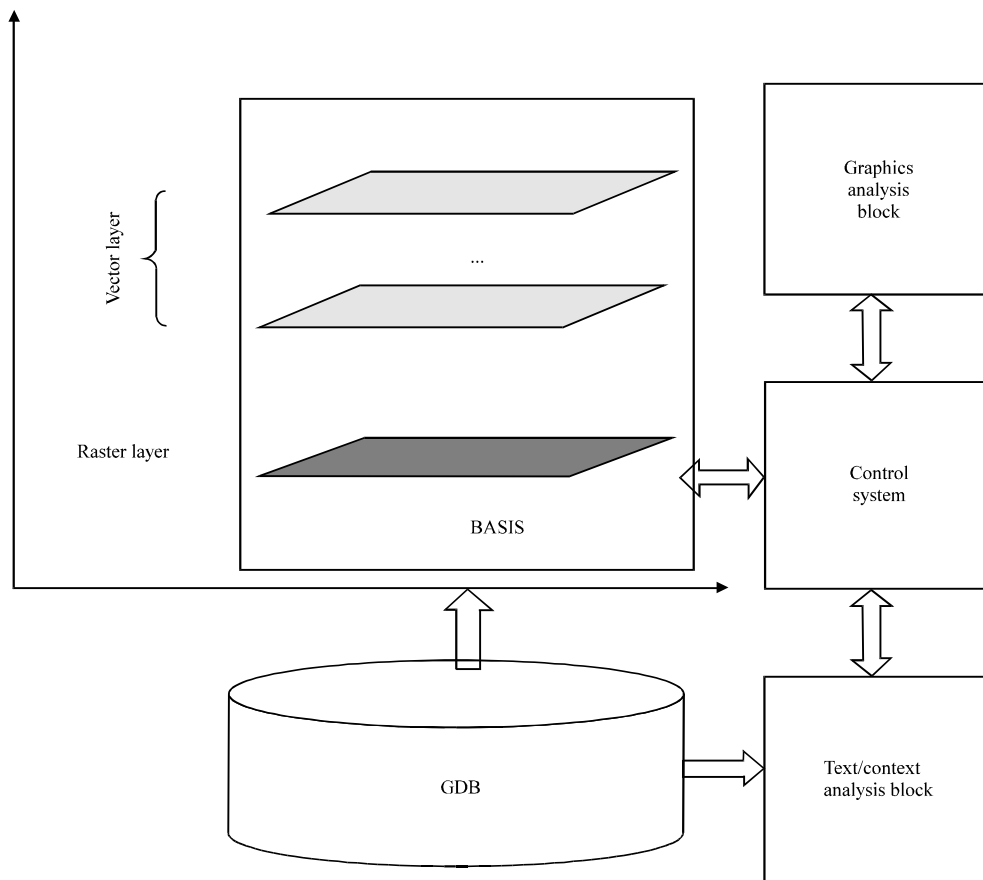 Graphics
analysis
block
Vector layer
...
Raster layer
Control
system
BASIS
GDB
Text/context
analysis block